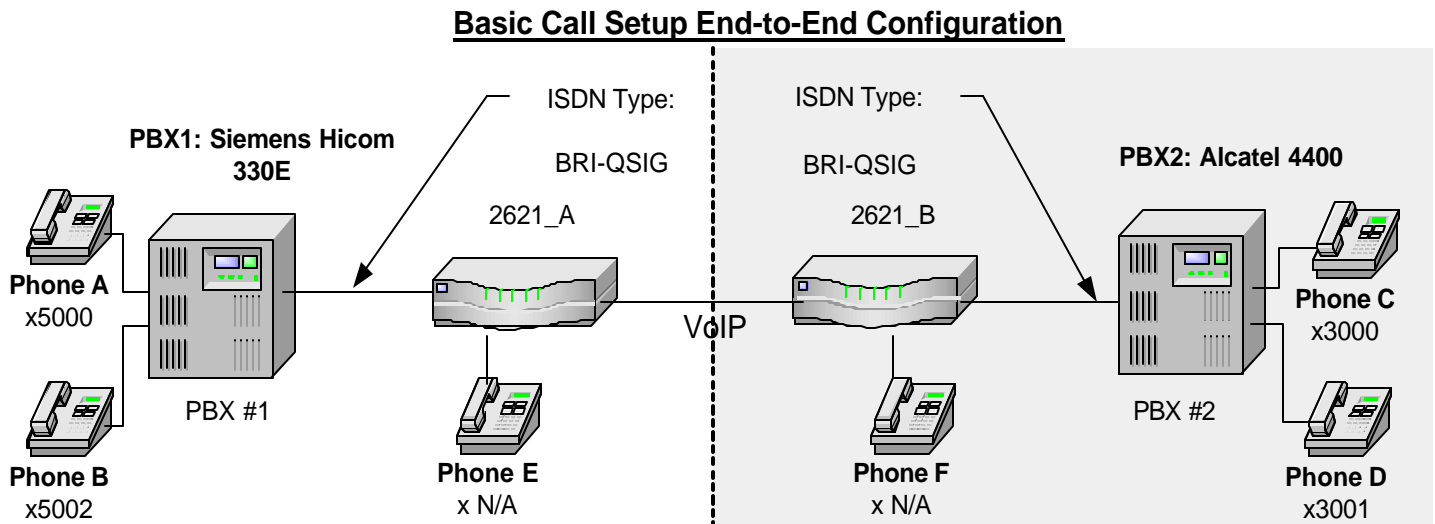 Basic Call Setup End-to-End Configuration
ISDN Type:
BRI-QSIG
ISDN Type:
BRI-QSIG
PBX1: Siemens Hicom
330E
PBX2: Alcatel 4400
2621_A
2621_B
Phone A
x5000
Phone B
x5002
PBX #1
Phone E
x N/A
VoIP
Phone F
x N/A
PBX #2
Phone C
x3000
Phone D
x3001